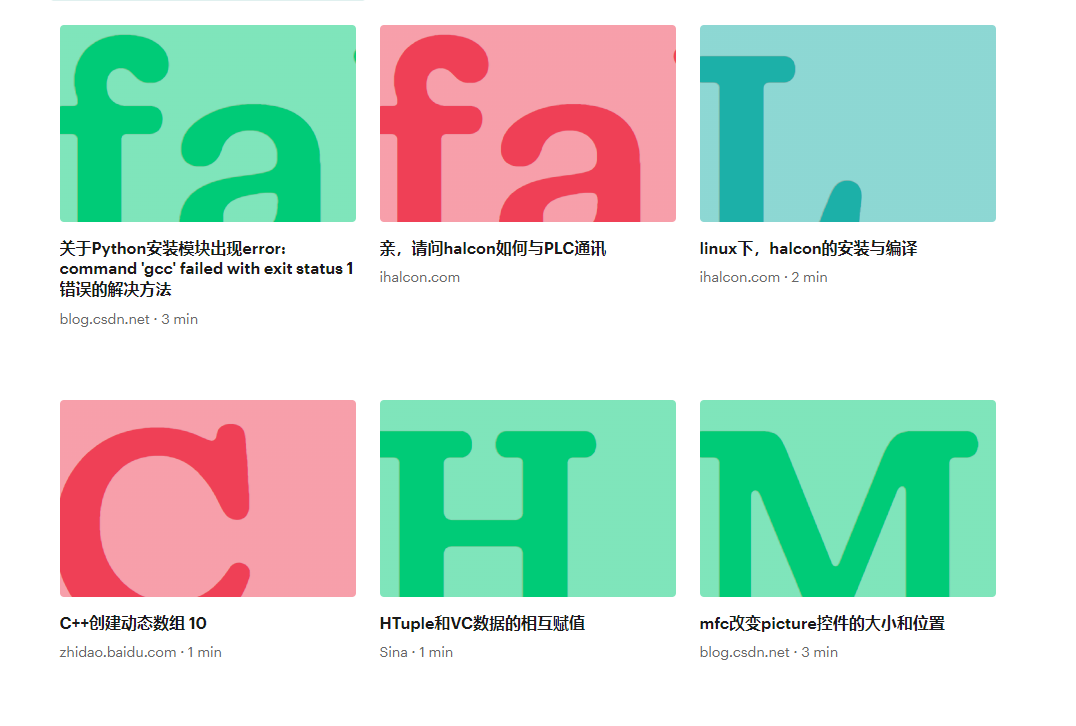 fa
fa
L
关于Python安装模块出现error:
command 'gcc' failed with exit status 1
错误的解决方法
blog.csdn.net · 3 min
亲，请问halcon如何与PLC通讯
ihalcon.com
linux下，halcon的安装与编译
ihalcon.com · 2 min
C
H
M
C++创建动态数组 10
zhidao.baidu.com · 1 min
HTuple和VC数据的相互赋值
Sina · 1 min
mfc改变picture控件的大小和位置
blog.csdn.net · 3 min